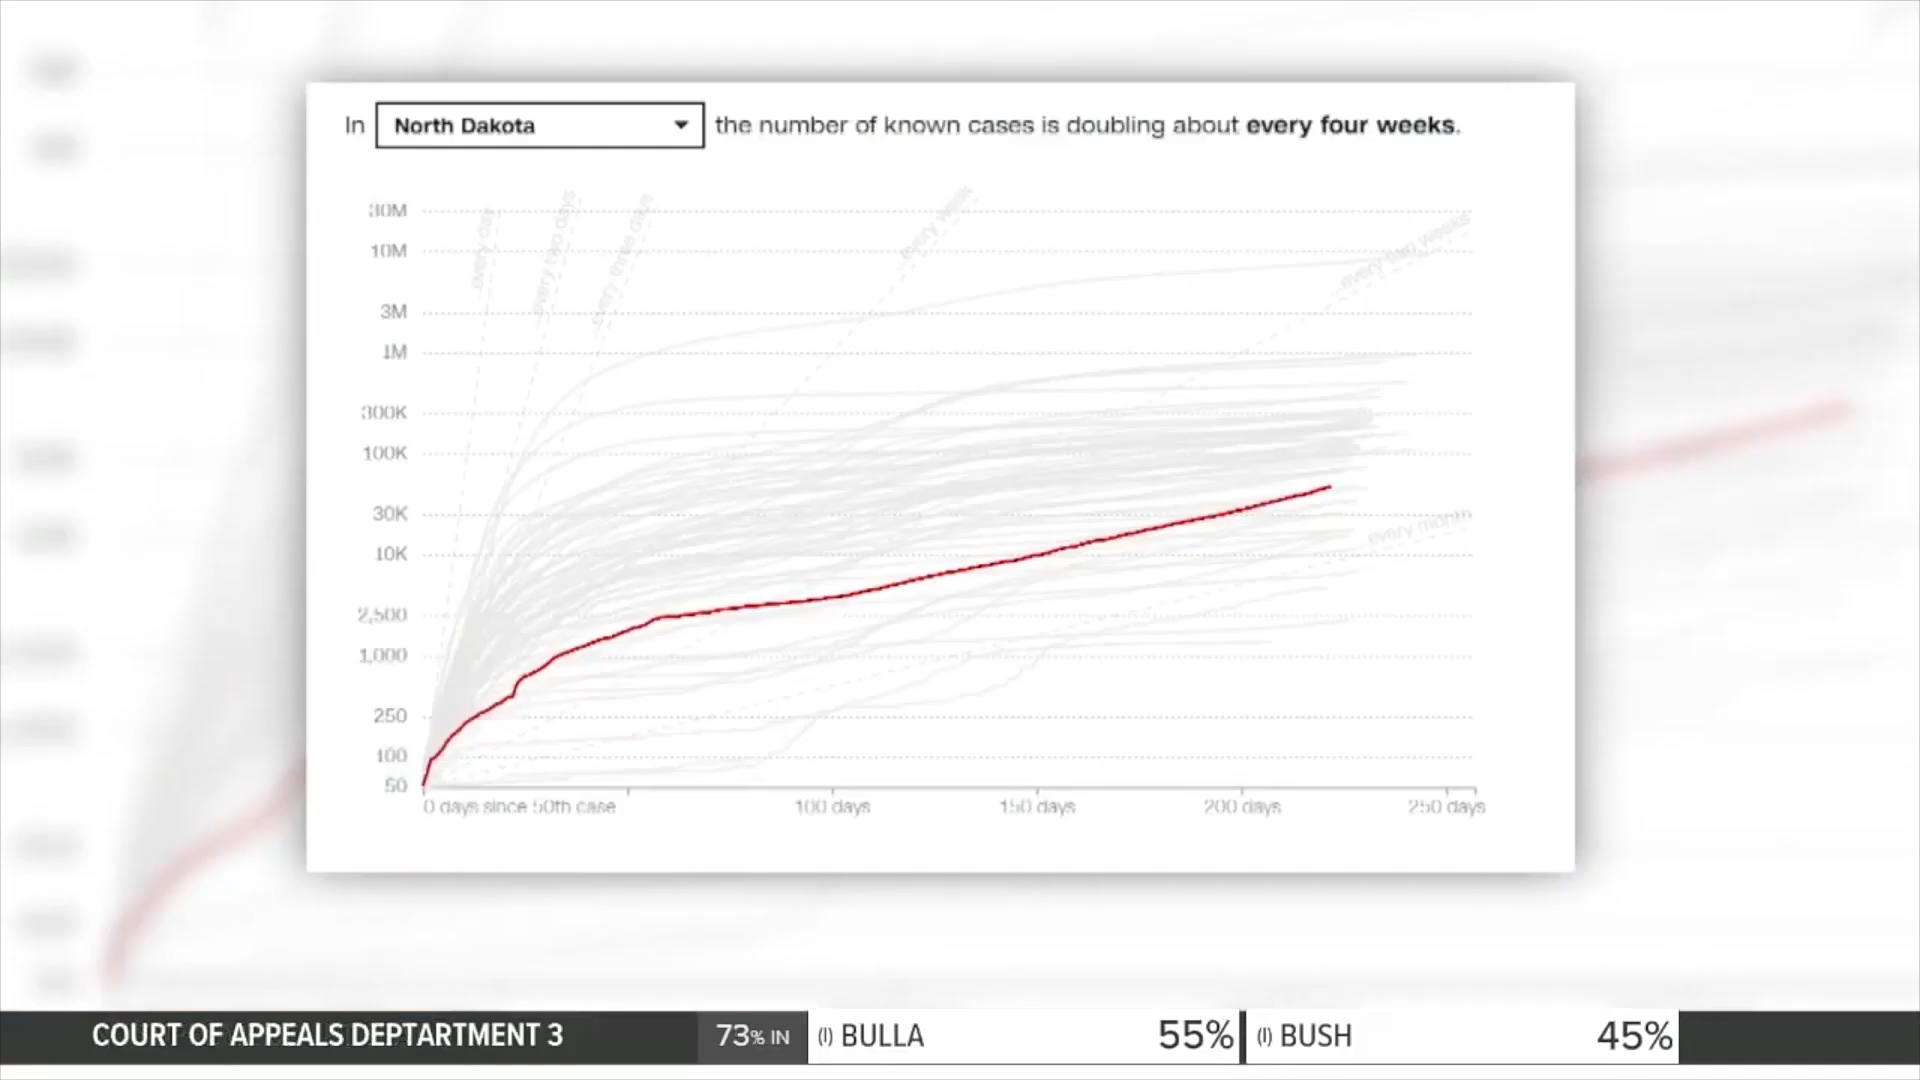 In North Dakota the number of known cases is doubling about every four weeks.
every day
every two days
every three days
every week
every two weeks
30M
10M
3M
1M
300K
100K
30K
every month
10K
2,500
1,000
250
100
50
0 days since 50th case 100 days 150 days 200 days 250 days
COURT OF APPEALS DEPTARTMENT 3 73% IN (I) BULLA 55% (I) BUSH 45%